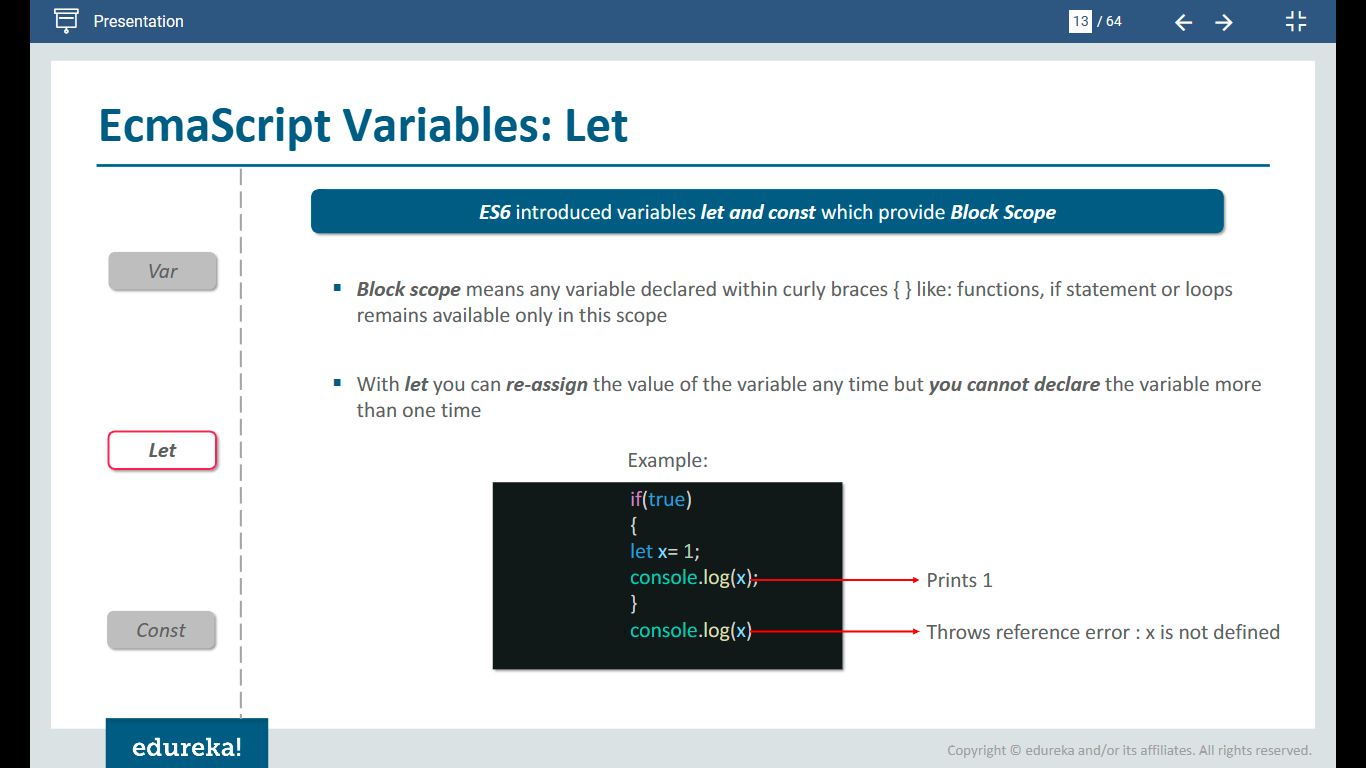 Presentation
13 / 64
EcmaScript Variables: Let
ES6 introduced variables let and const which provide Block Scope
Var
Block scope means any variable declared within curly braces { } like: functions, if statement or loops
remains available only in this scope
With let you can re-assign the value of the variable any time but you cannot declare the variable more
than one time
Let
Example:
if(true)
{
let x= 1;
console.log(x);
Prints 1
}
console.log(x)
Throws reference error : x is not defined
Const
edureka!
Copyright © edureka and/or its affiliates. All rights reserved.